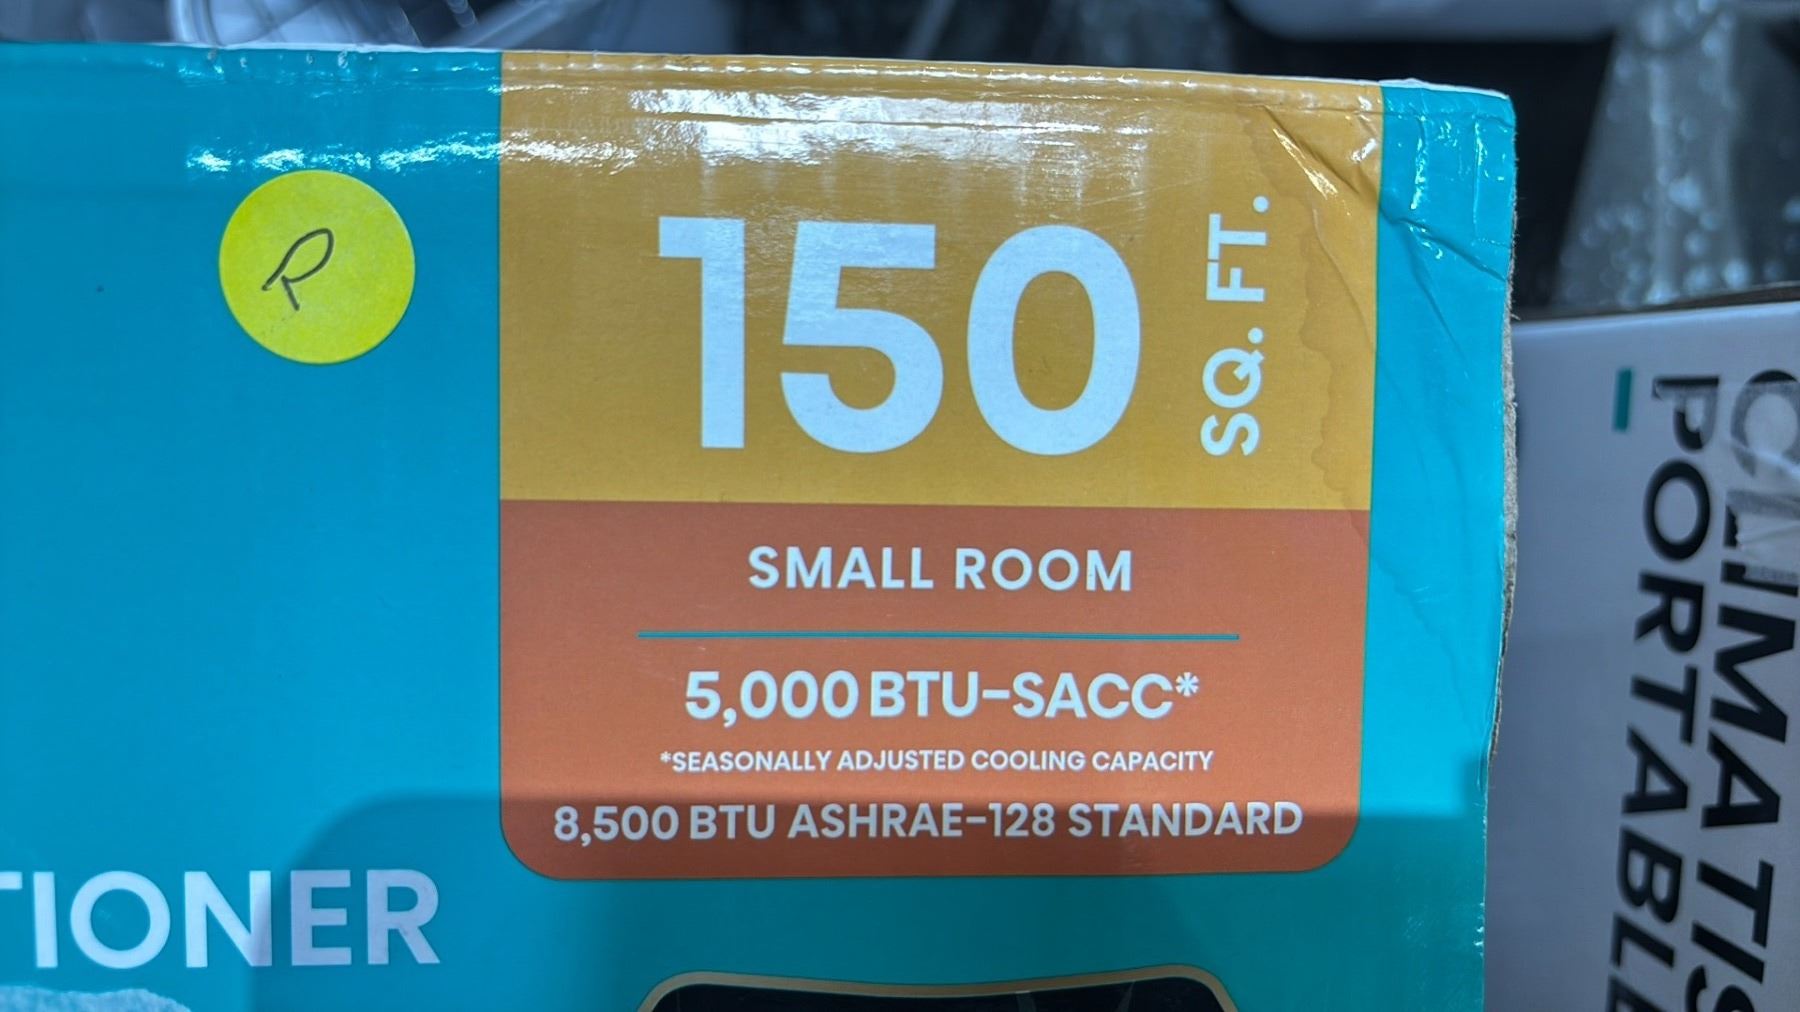 R
150
SQ. FT.
SMALL ROOM
5,000 BTU-SACC*
*SEASONALLY ADJUSTED COOLING CAPACITY
8,500 BTU ASHRAE-128 STANDARD
TIONER
PORTABLE